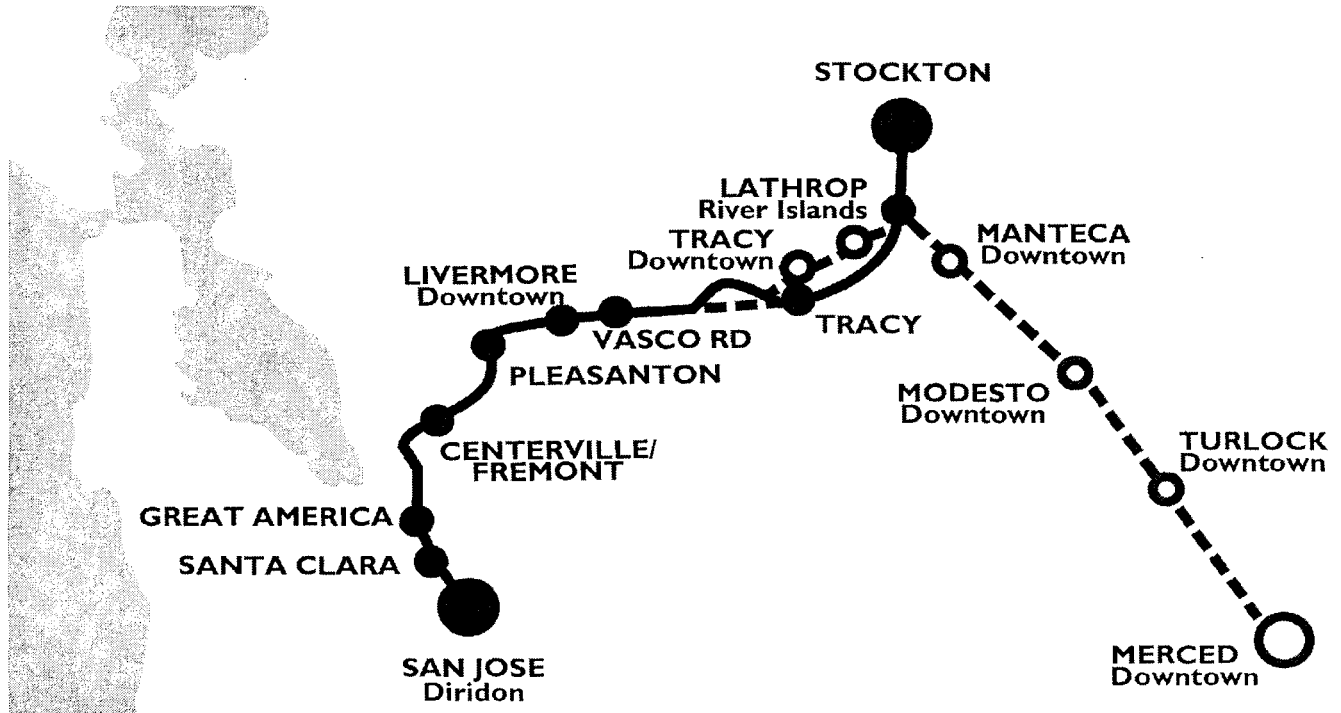 STOCKTON
LATHROP
River Islands
TRACY
Downtown
MANTECA
Downtown
LIVERMORE
Downtown
VASCO RD
TRACY
PLEASANTON
MODESTO
Downtown
CENTERVILLE/
FREMONT
TURLOCK
Downtown
GREAT AMERICA
SANTA CLARA
SAN JOSE
Diridon
MERCED
Downtown